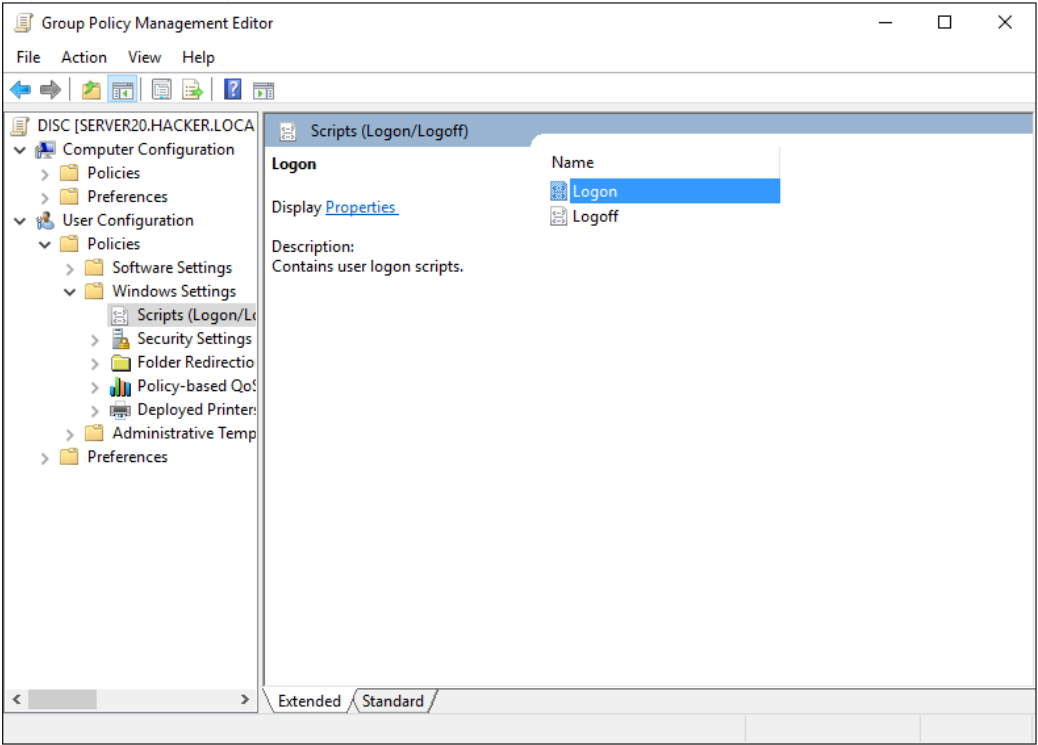 Group Policy Management Editor
File Action View Help
DISC [SERVER20.HACKER.LOCA
Computer Configuration
Policies
Preferences
User Configuration
Policies
Software Settings
Windows Settings
Scripts (Logon/Lo
Security Settings
Folder Redirectio
Policy-based QoS
Deployed Printers
Administrative Temp
Preferences
Scripts (Logon/Logoff)
Logon
Display Properties
Description:
Contains user logon scripts.
Name
Logon
Logoff
Extended Standard